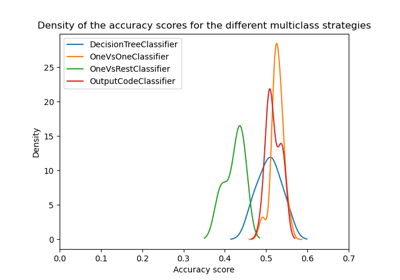 Density of the accuracy scores for the different multiclass strategies
DecisionTreeClassifier
OneVsOneClassifier
OneVsRestClassifier
OutputCodeClassifier
25
20
15
10
5
0
Density
0.0 0.1 0.2 0.3 0.4 0.5 0.6 0.7
Accuracy score